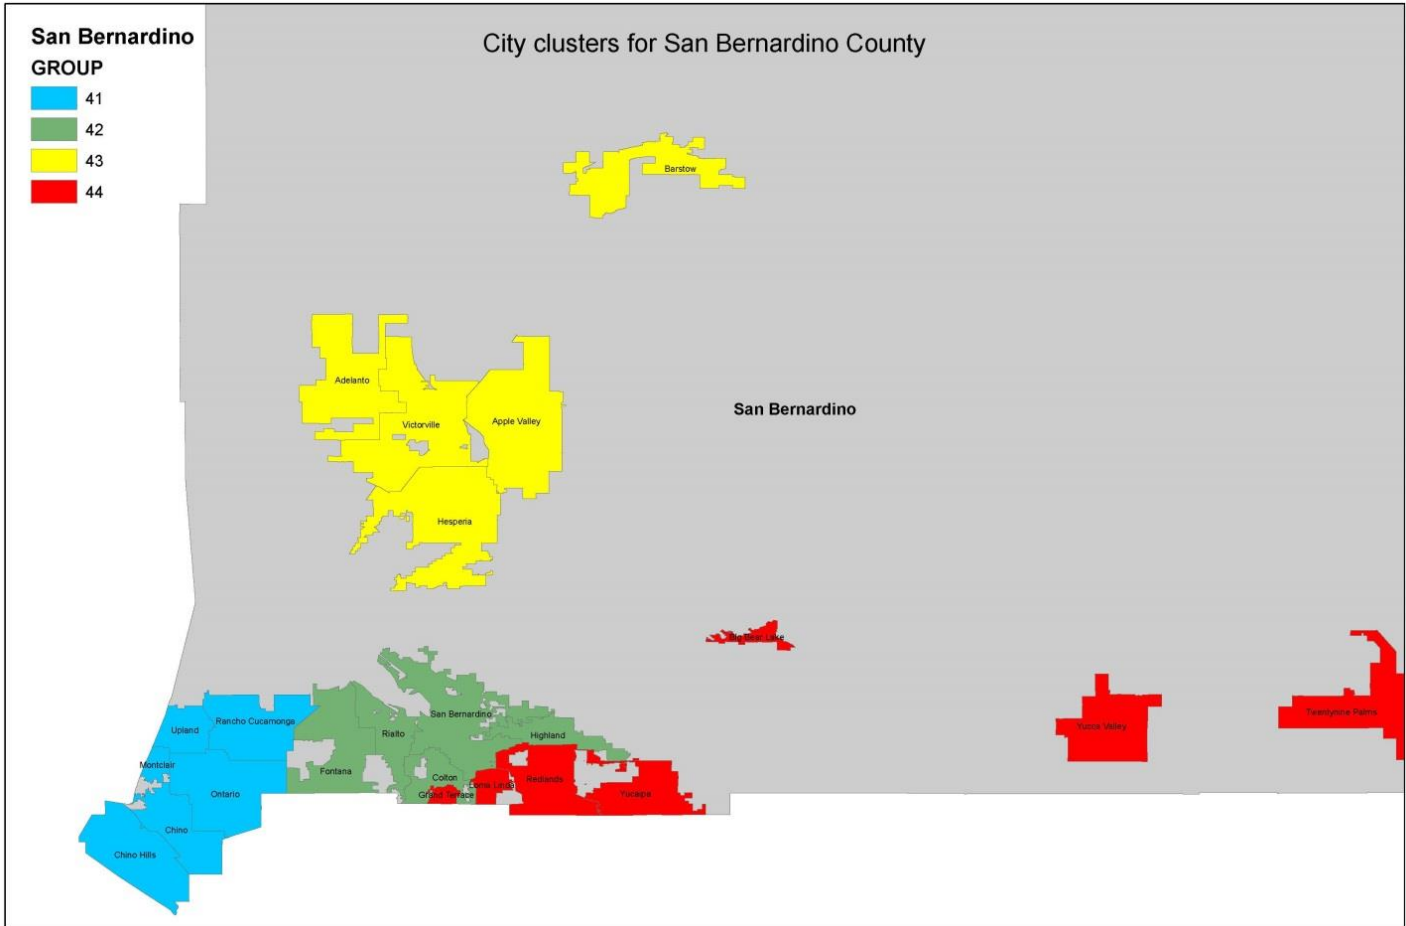 San Bernardino
GROUP
41
42
43
44
City clusters for San Bernardino County
Barstow
Adelanto
Victorville
Apple Valley
San Bernardino
Hesperia
Big Bear Lake
Rancho Cucamonga
Upland
San Bernardino
Rialto
Highland
Yucca Valley
Twentynine Palms
Montclair
Fontana
Colton
Loma Linda
Redlands
Ontario
Grand Terrace
Yucaipa
Chino
Chino Hills